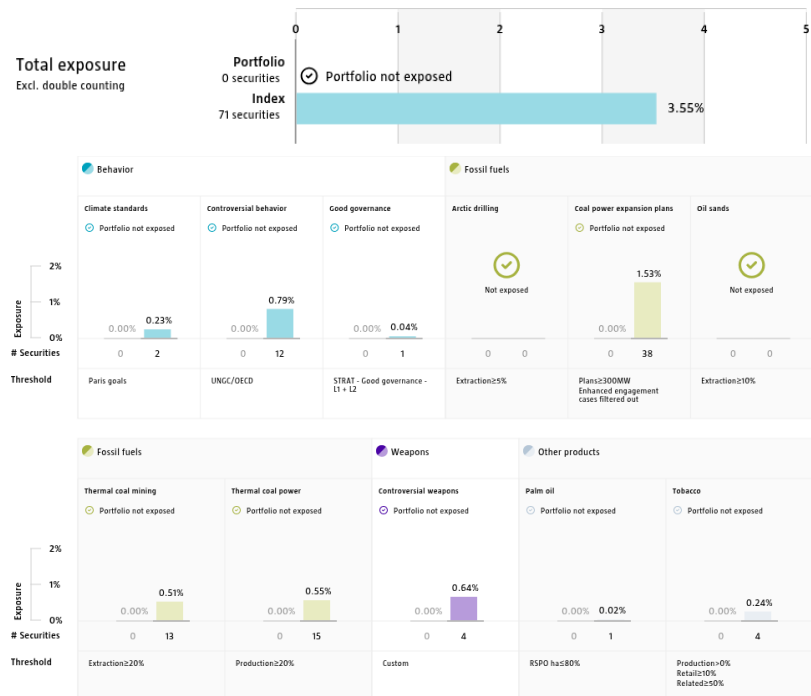 0 1 2 3 4 5
Total exposure
Excl. double counting
Portfolio
0 securities
Portfolio not exposed
Index
71 securities
3.55%
Behavior
Fossil fuels
Climate standards
Controversial behavior
Good governance
Arctic drilling
Coal power expansion plans
Oil sands
Portfolio not exposed
Portfolio not exposed
Portfolio not exposed
Portfolio not exposed
Exposure
2%
1%
0%
0.00% 0.23%
0.00% 0.79%
0.00% 0.04%
Not exposed
0.00% 1.53%
Not exposed
# Securities
0 2
0 12
0 1
0 0
0 38
0 0
Threshold
Paris goals
UNGC/OECD
STRAT - Good governance -
L1 + L2
Extraction≥5%
Plans≥300MW
Enhanced engagement
cases filtered out
Extraction≥10%
Fossil fuels
Weapons
Other products
Thermal coal mining
Thermal coal power
Controversial weapons
Palm oil
Tobacco
Portfolio not exposed
Portfolio not exposed
Portfolio not exposed
Portfolio not exposed
Portfolio not exposed
Exposure
2%
1%
0%
0.00% 0.51%
0.00% 0.55%
0.00% 0.64%
0.00% 0.02%
0.00% 0.24%
# Securities
0 13
0 15
0 4
0 1
0 4
Threshold
Extraction≥20%
Production≥20%
Custom
RSPO ha≤80%
Production>0%
Retail≥10%
Related≥50%